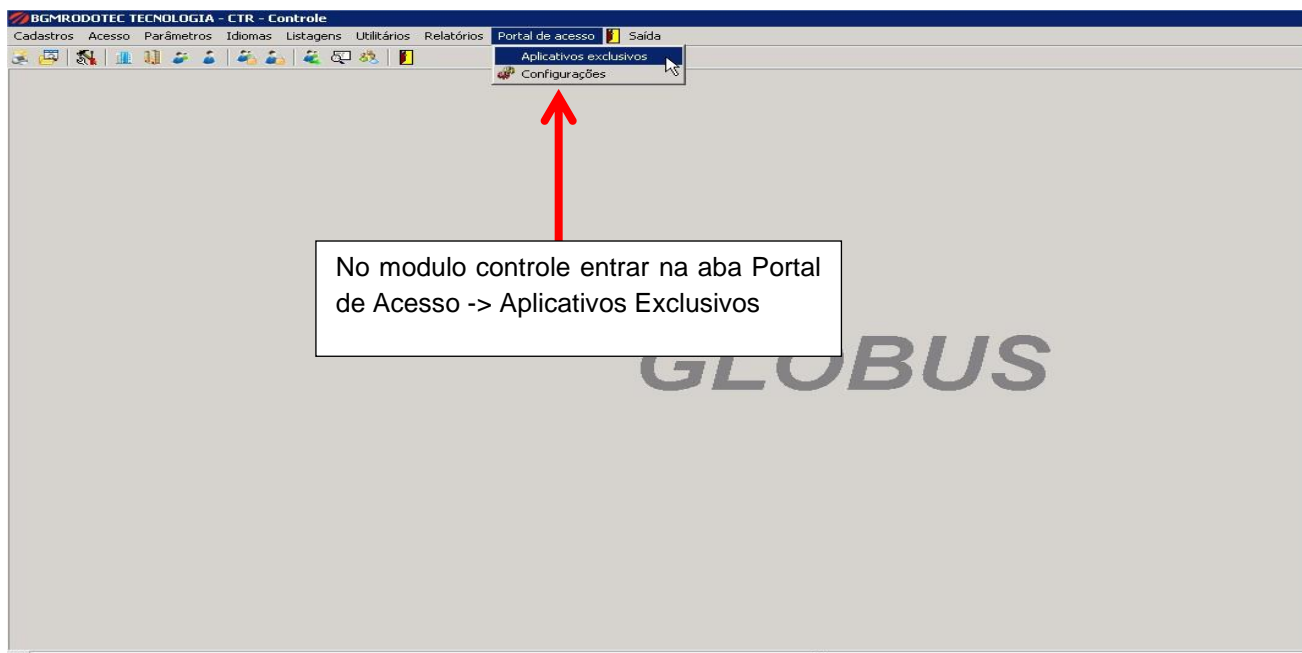 BGMRODOTEC TECNOLOGIA - CTR - Controle
Cadastros Acesso Parâmetros Idiomas Listagens Utilitários Relatórios Portal de acesso Saída
Aplicativos exclusivos
Configurações
No modulo controle entrar na aba Portal
de Acesso -> Aplicativos Exclusivos
GLOBUS